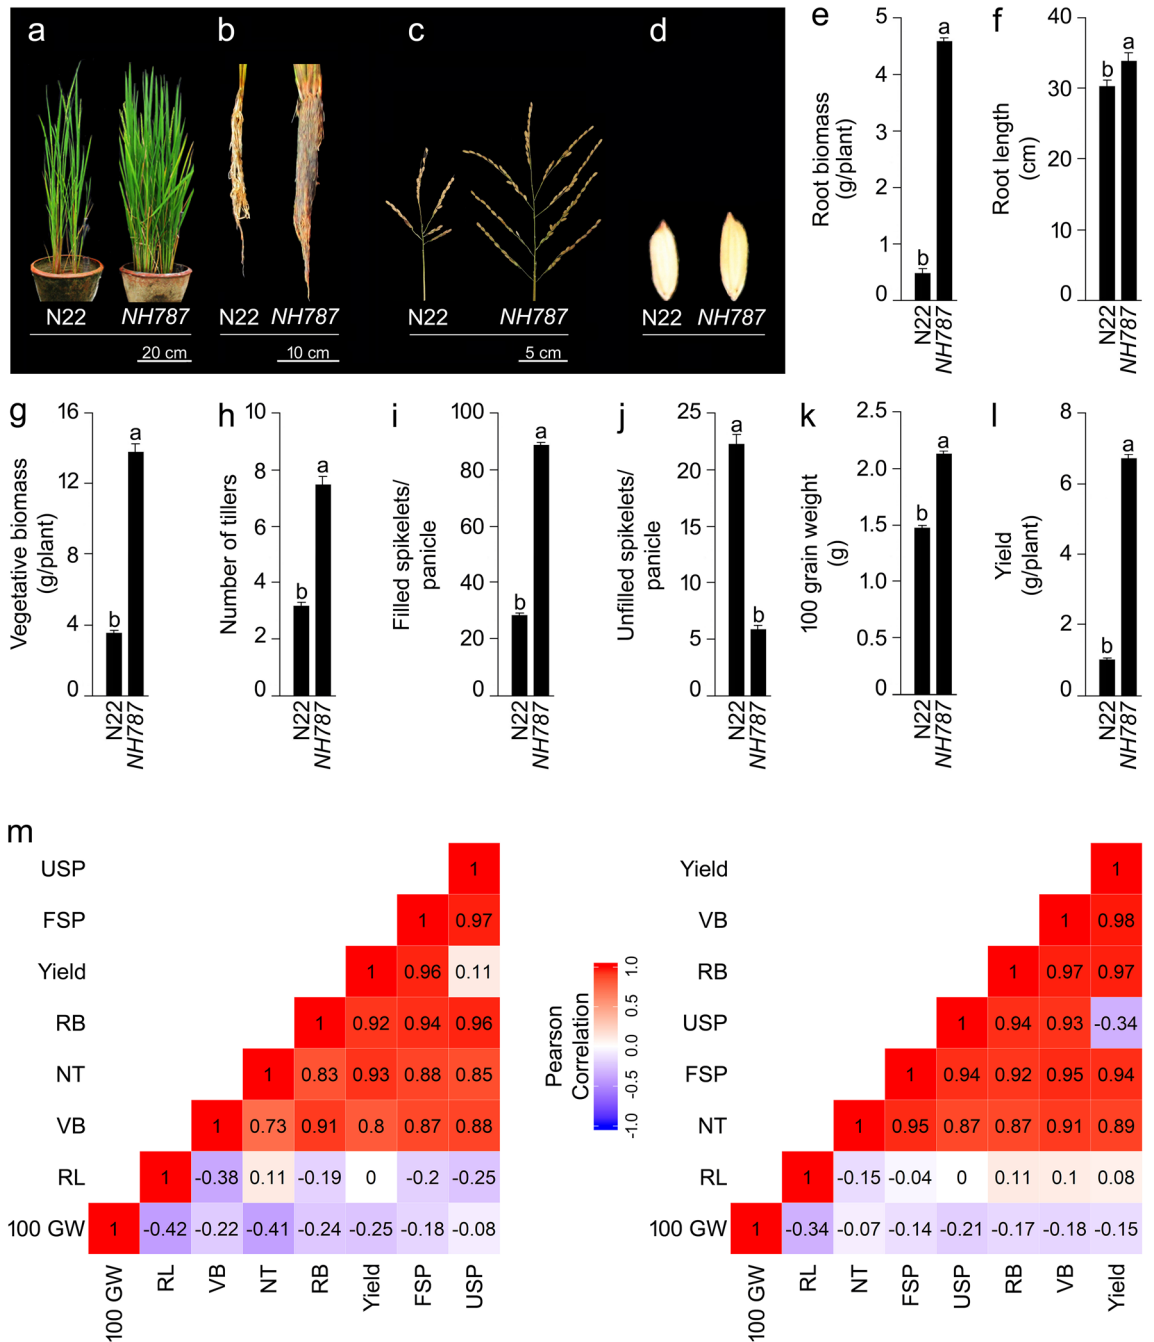 a
b
c
d
N22 NH787
20 cm
N22 NH787
10 cm
N22 NH787
5 cm
N22 NH787
e
Root biomass
(g/plant)
5
4
3
2
1
0
b
a
N22
NH787
f
Root length
(cm)
40
30
20
10
0
b
a
N22
NH787
g
Vegetative biomass
(g/plant)
16
12
8
4
0
b
a
N22
NH787
h
Number of tillers
10
8
6
4
2
0
b
a
N22
NH787
i
Filled spikelets/
panicle
100
80
60
40
20
0
b
a
N22
NH787
j
Unfilled spikelets/
panicle
25
20
15
10
5
0
a
b
N22
NH787
k
100 grain weight
(g)
2.5
2.0
1.5
1.0
0.5
0
b
a
N22
NH787
l
Yield
(g/plant)
8
6
4
2
0
b
a
N22
NH787
m
USP 1
FSP 1 0.97
Yield 1 0.96 0.11
RB 1 0.92 0.94 0.96
NT 1 0.83 0.93 0.88 0.85
VB 1 0.73 0.91 0.8 0.87 0.88
RL 1 -0.38 0.11 -0.19 0 -0.2 -0.25
100 GW 1 -0.42 -0.22 -0.41 -0.24 -0.25 -0.18 -0.08
100 GW RL VB NT RB Yield FSP USP
Pearson
Correlation
1.0
0.5
0.0
-0.5
-1.0
Yield 1
VB 1 0.98
RB 1 0.97 0.97
USP 1 0.94 0.93 -0.34
FSP 1 0.94 0.92 0.95 0.94
NT 1 0.95 0.87 0.87 0.91 0.89
RL 1 -0.15 -0.04 0 0.11 0.1 0.08
100 GW 1 -0.34 -0.07 -0.14 -0.21 -0.17 -0.18 -0.15
100 GW RL NT FSP USP RB VB Yield